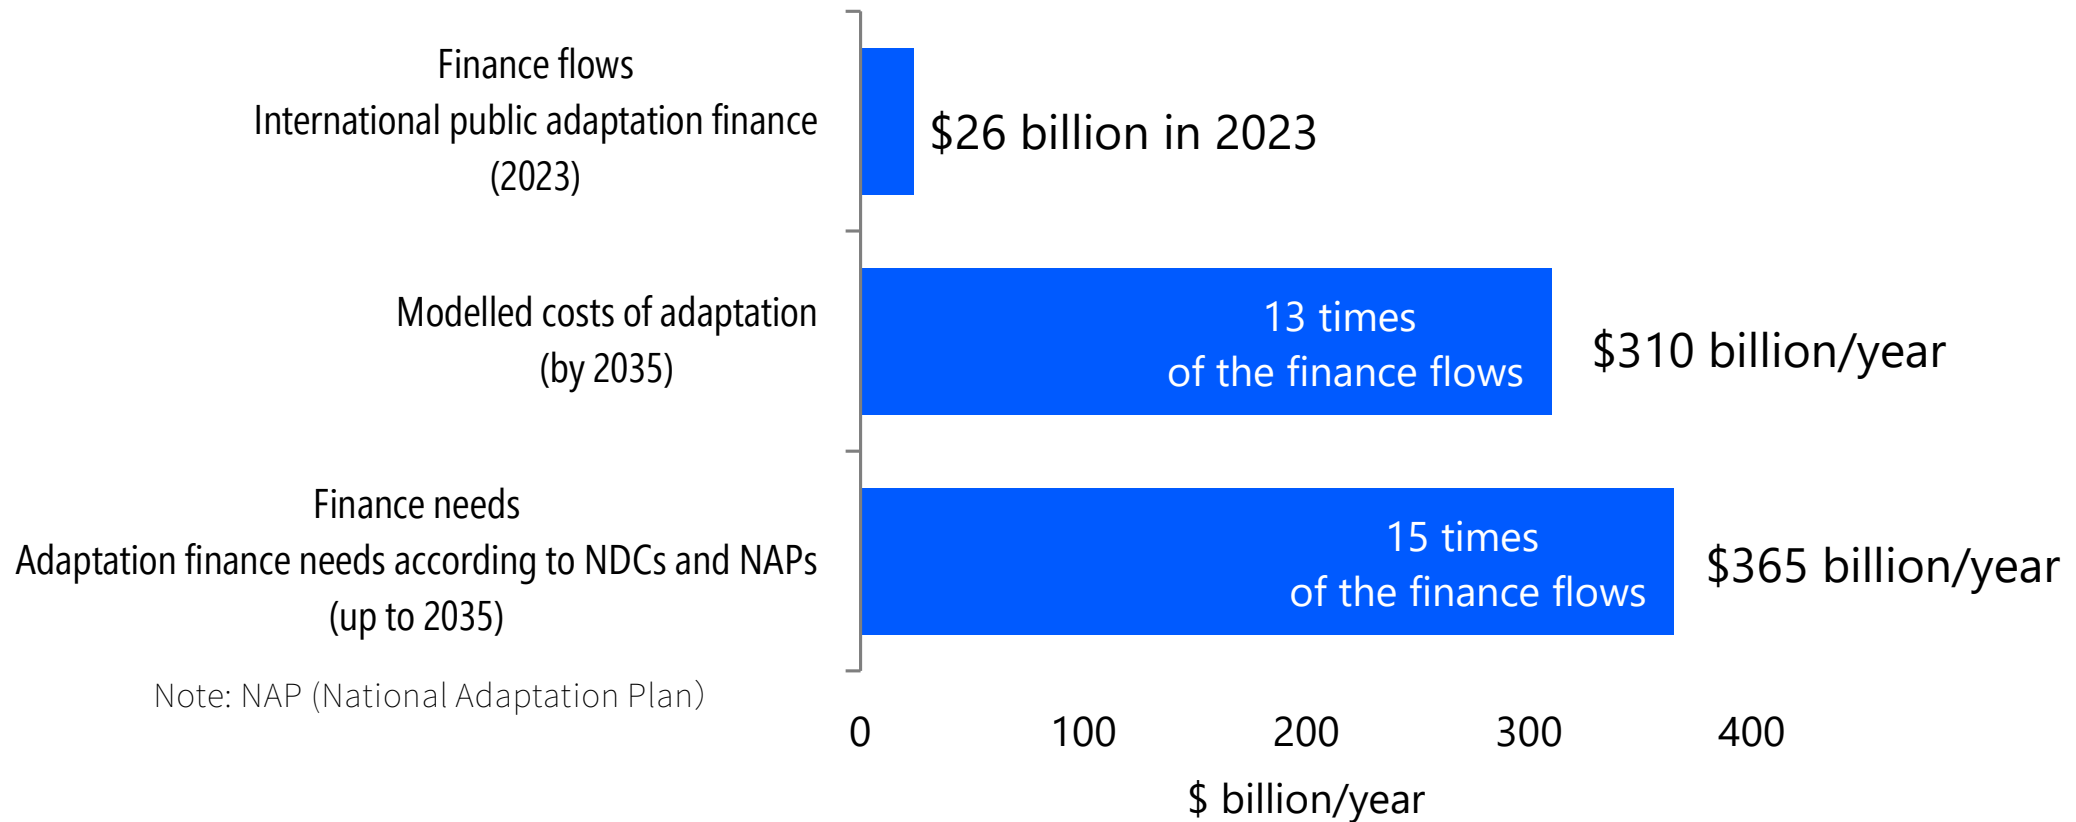 Finance flows
International public adaptation finance
(2023)
$26 billion in 2023
Modelled costs of adaptation
(by 2035)
13 times
of the finance flows
$310 billion/year
Finance needs
Adaptation finance needs according to NDCs and NAPs
(up to 2035)
15 times
of the finance flows
$365 billion/year
Note: NAP (National Adaptation Plan）
0 100 200 300 400
$ billion/year